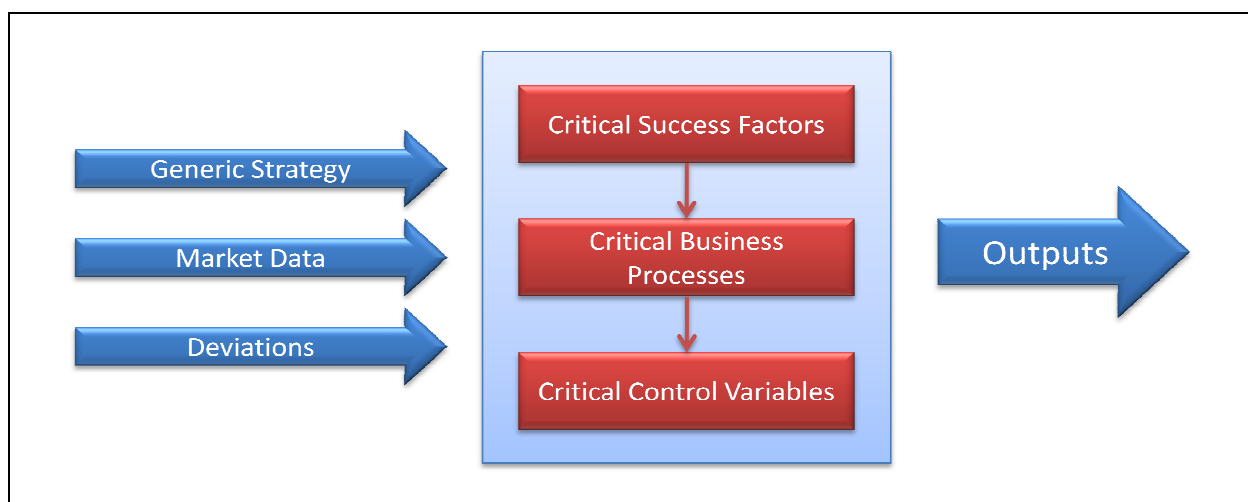 Generic Strategy
Market Data
Deviations
Critical Success Factors
Critical Business
Processes
Critical Control Variables
Outputs